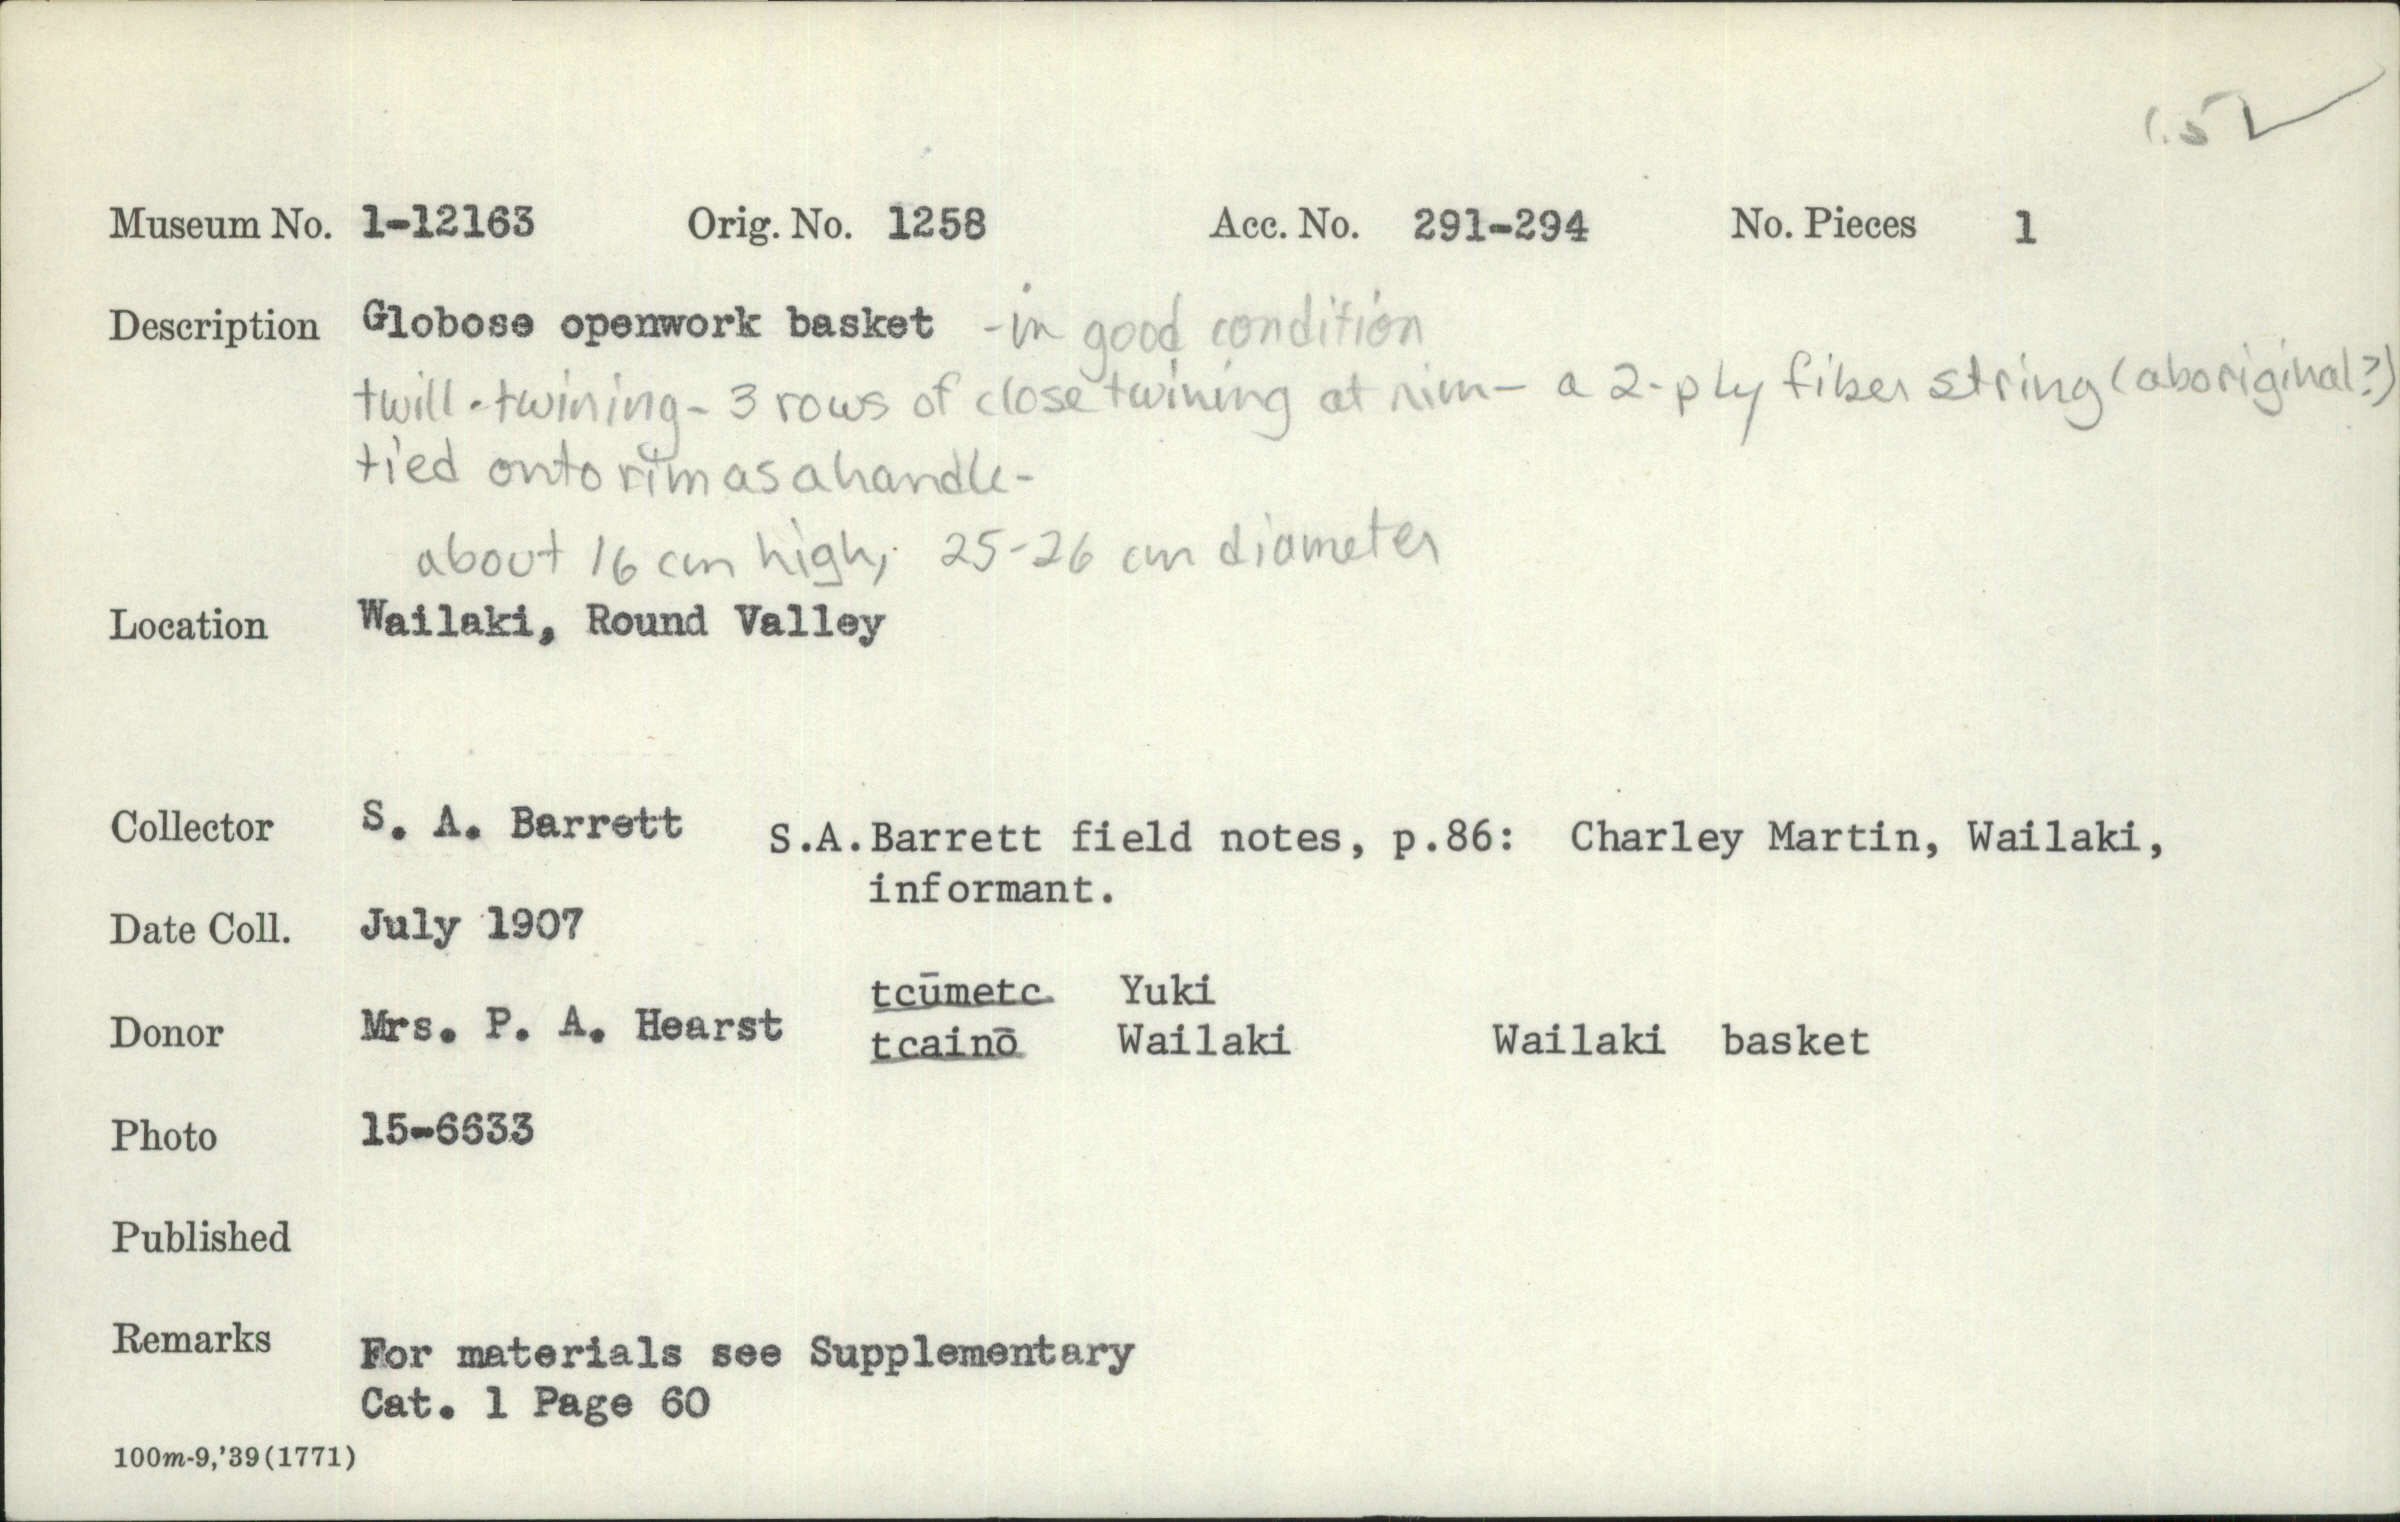 1.5 ✓
Museum No. 1-12163 Orig. No. 1258 Acc. No. 291-294 No. Pieces 1
Description Globose openwork basket - in good condition
twill-twining - 3 rows of close twining at rim - a 2-ply fiber string (aboriginal?)
tied onto rim as a handle -
about 16 cm high, 25-26 cm diameter
Location Wailaki, Round Valley
Collector S. A. Barrett S.A.Barrett field notes, p.86: Charley Martin, Wailaki,
informant.
Date Coll. July 1907
tcūmetc Yuki
Donor Mrs. P. A. Hearst tcainō Wailaki Wailaki basket
Photo 15-6633
Published
Remarks For materials see Supplementary
Cat. 1 Page 60
100m-9,'39(1771)